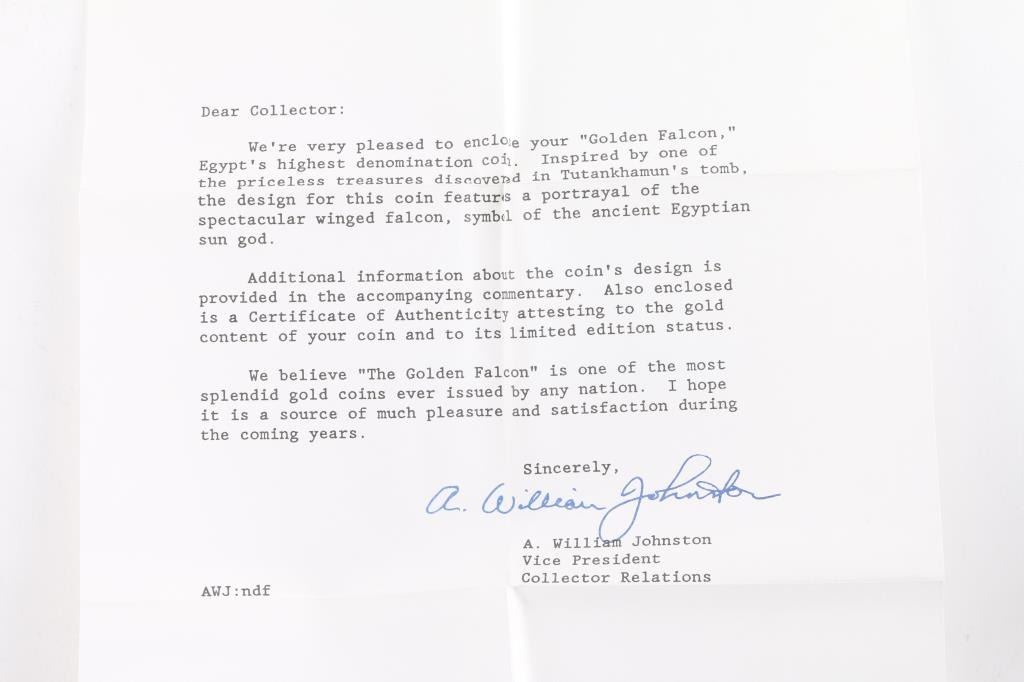 Dear Collector:
We're very pleased to enclose your "Golden Falcon,"
Egypt's highest denomination coin. Inspired by one of
the priceless treasures discovered in Tutankhamun's tomb,
the design for this coin features a portrayal of the
spectacular winged falcon, symbol of the ancient Egyptian
sun god.
Additional information about the coin's design is
provided in the accompanying commentary. Also enclosed
is a Certificate of Authenticity attesting to the gold
content of your coin and to its limited edition status.
We believe "The Golden Falcon" is one of the most
splendid gold coins ever issued by any nation. I hope
it is a source of much pleasure and satisfaction during
the coming years.
Sincerely,
A. William Johnston
A. William Johnston
Vice President
Collector Relations
AWJ:ndf